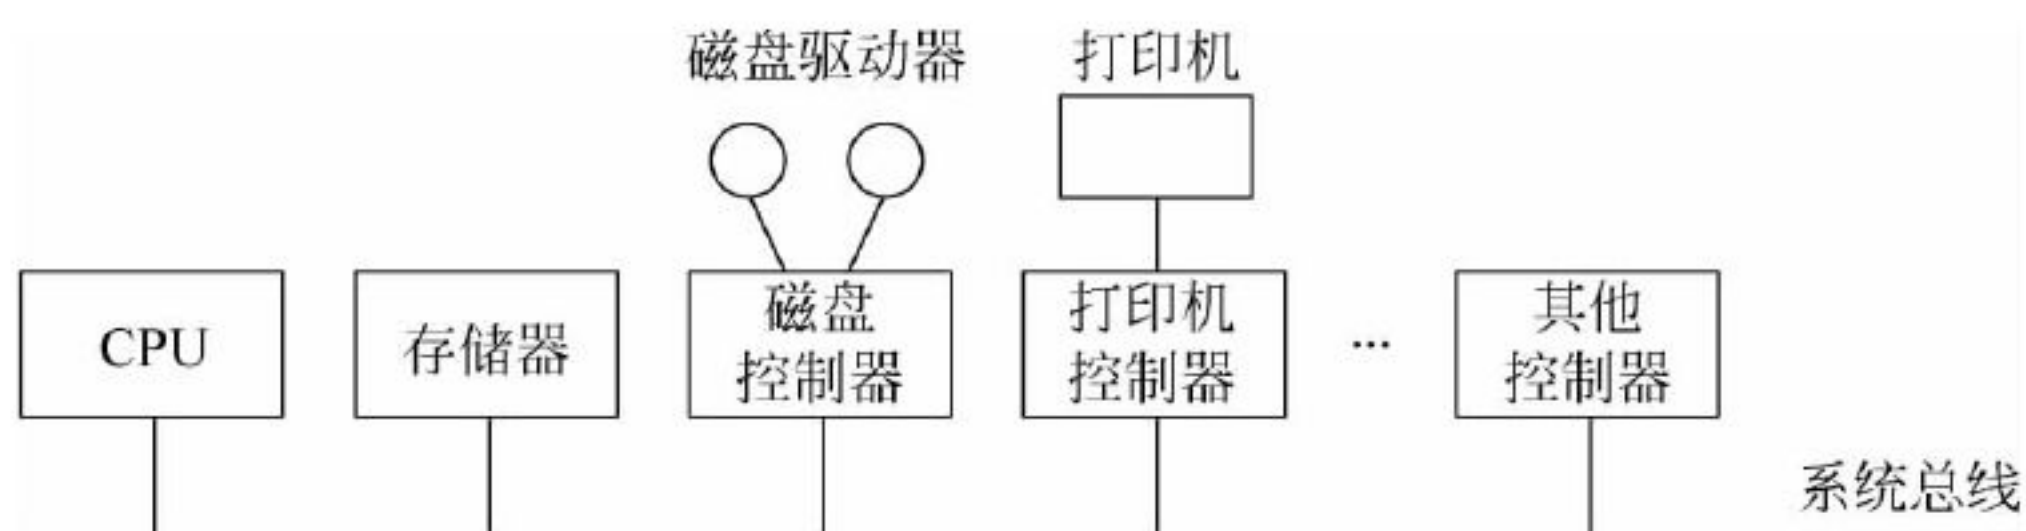 磁盘驱动器
打印机
CPU
存储器
磁盘
控制器
打印机
控制器
...
其他
控制器
系统总线